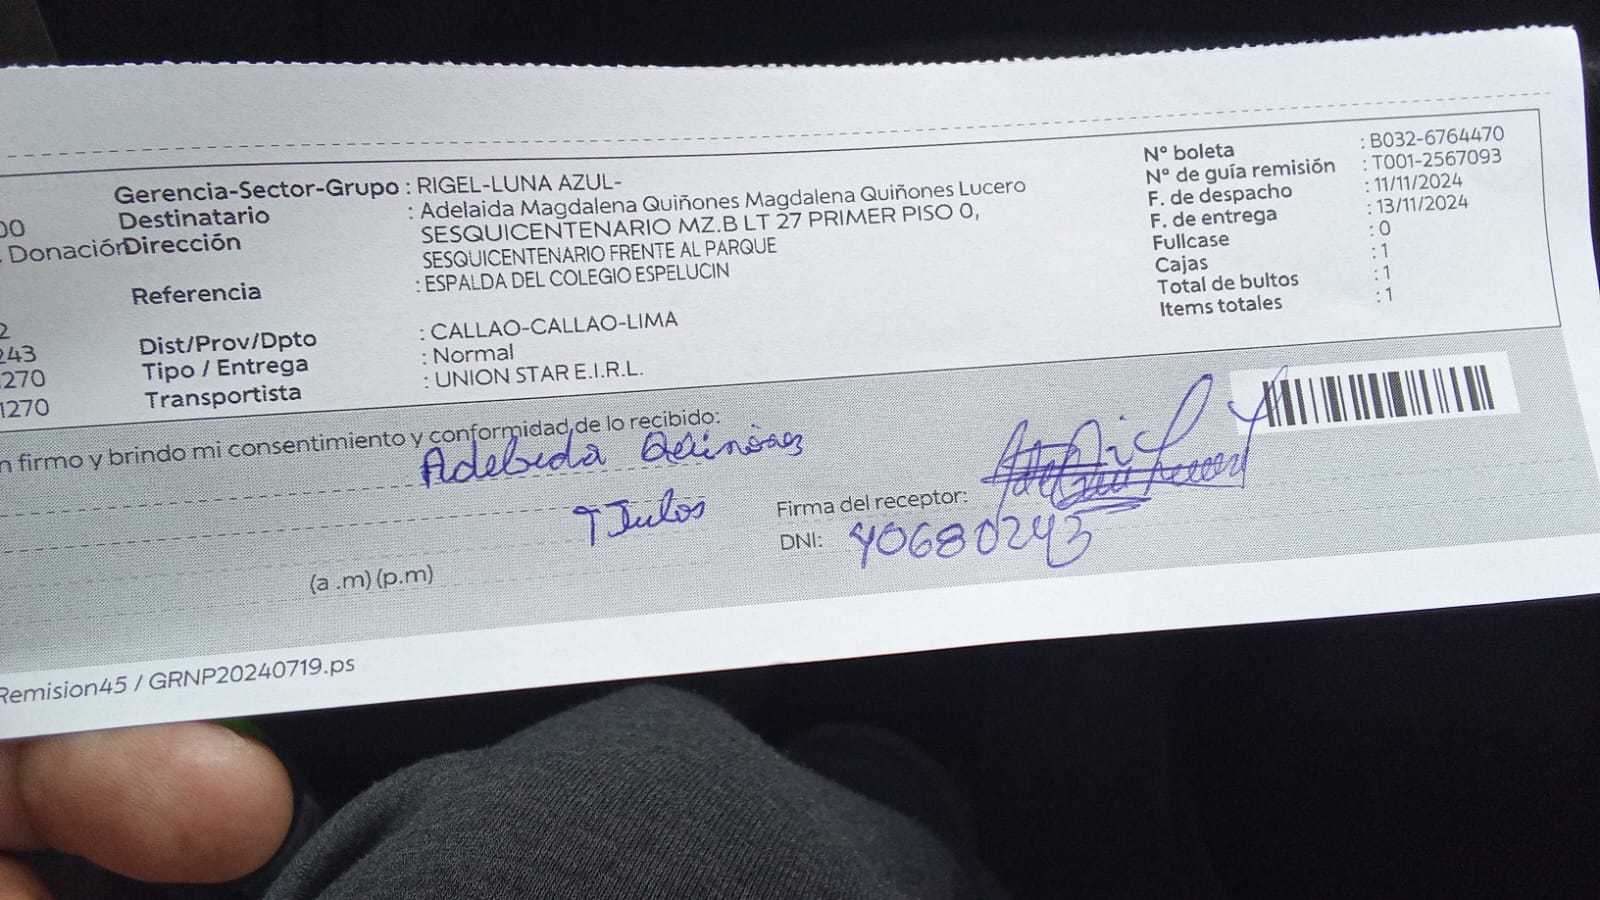 Gerencia-Sector-Grupo : RIGEL-LUNA AZUL-
00 Destinatario : Adelaida Magdalena Quiñones Magdalena Quiñones Lucero
Donación Dirección : SESQUICENTENARIO MZ.B LT 27 PRIMER PISO 0,
SESQUICENTENARIO FRENTE AL PARQUE
Referencia : ESPALDA DEL COLEGIO ESPELUCIN
2
243 Dist/Prov/Dpto : CALLAO-CALLAO-LIMA
1270 Tipo / Entrega : Normal
1270 Transportista : UNION STAR E.I.R.L.
N° boleta : B032-6764470
N° de guía remisión : T001-2567093
F. de despacho : 11/11/2024
F. de entrega : 13/11/2024
Fullcase : 0
Cajas : 1
Total de bultos : 1
Items totales : 1
n firmo y brindo mi consentimiento y conformidad de lo recibido:
Firma del receptor:
DNI: 40680243
(a .m) (p.m)
Remision45 / GRNP20240719.ps